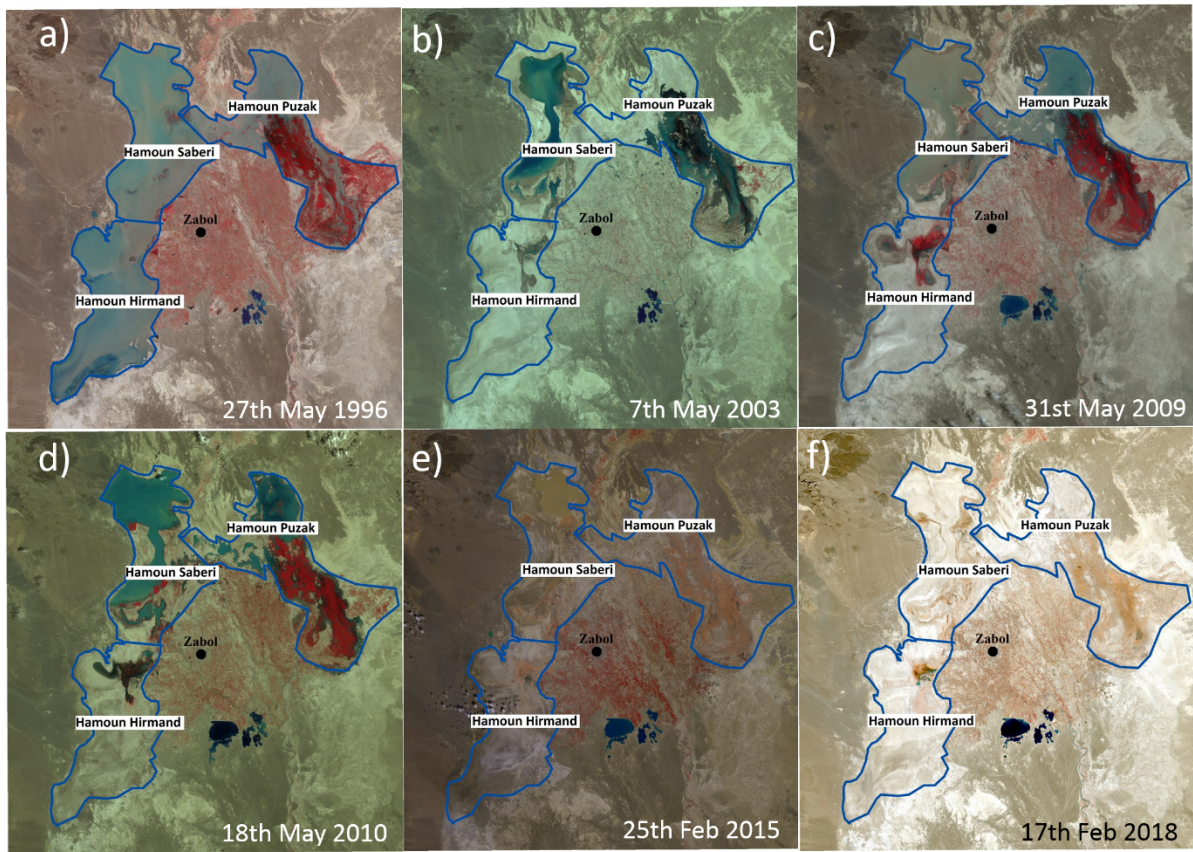 a)
Hamoun Puzak
Hamoun Saberi
Zabol
Hamoun Hirmand
27th May 1996
b)
Hamoun Puzak
Hamoun Saberi
Zabol
Hamoun Hirmand
7th May 2003
c)
Hamoun Puzak
Hamoun Saberi
Zabol
Hamoun Hirmand
31st May 2009
d)
Hamoun Puzak
Hamoun Saberi
Zabol
Hamoun Hirmand
18th May 2010
e)
Hamoun Puzak
Hamoun Saberi
Zabol
Hamoun Hirmand
25th Feb 2015
f)
Hamoun Puzak
Hamoun Saberi
Zabol
Hamoun Hirmand
17th Feb 2018